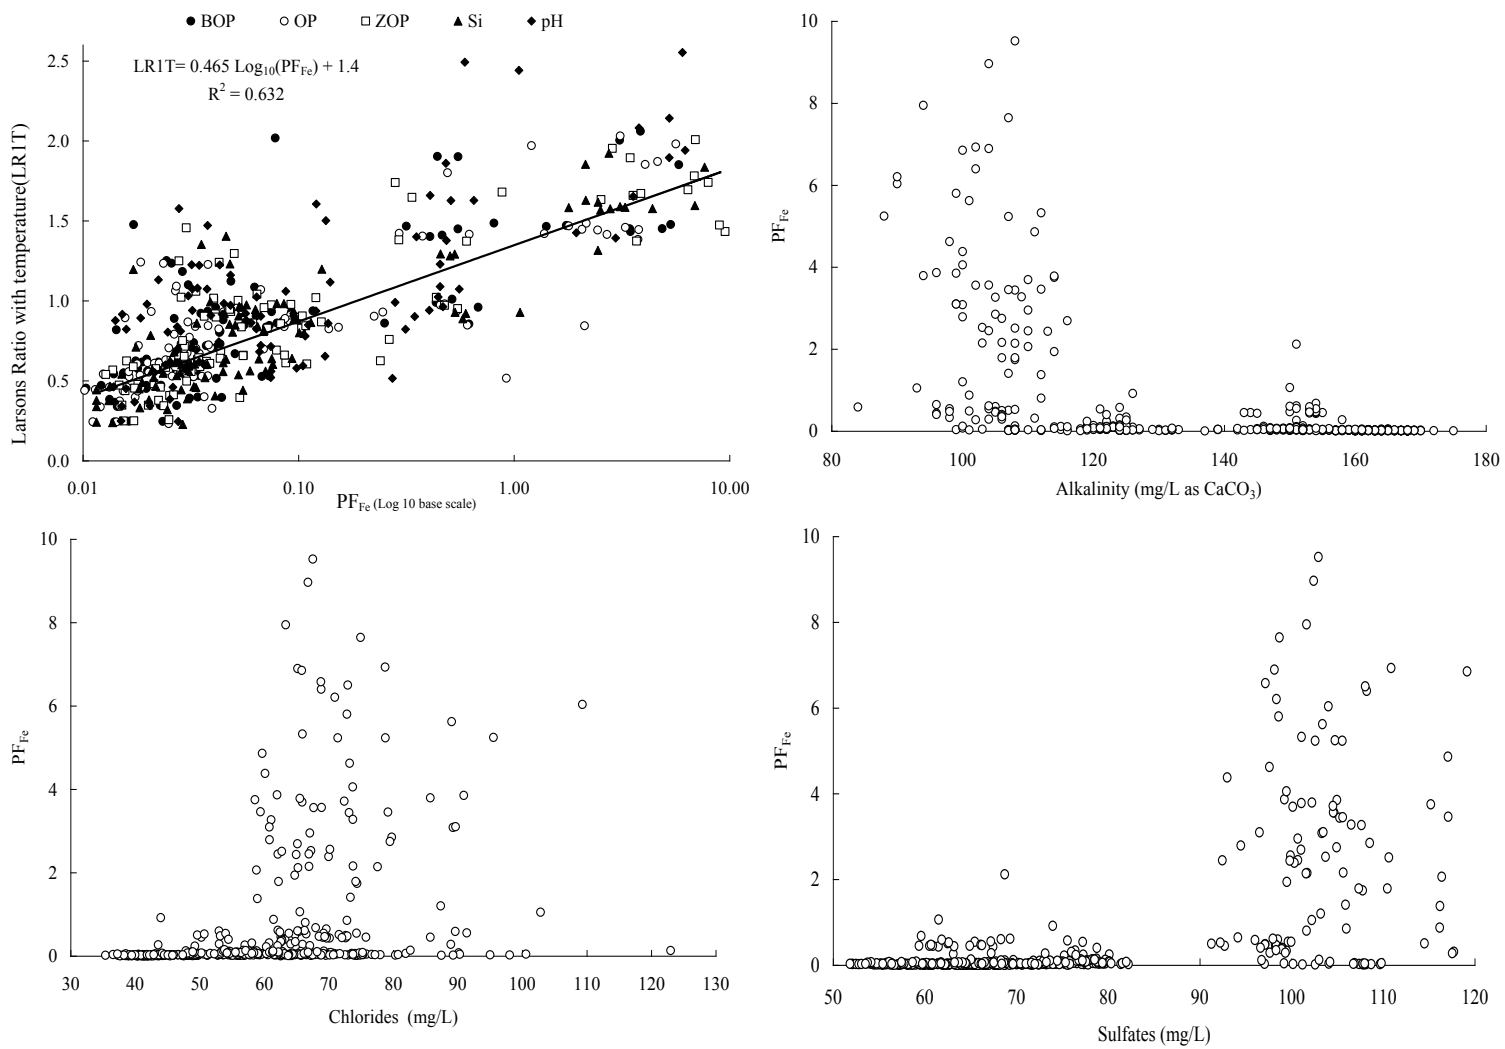 BOP OP ZOP Si pH
LR1T= 0.465 Log10(PFFe) + 1.4
R2 = 0.632
Larsons Ratio with temperature(LR1T)
2.5
2.0
1.5
1.0
0.5
0.0
0.01 0.10 1.00 10.00
PFFe (Log 10 base scale)
PFFe
10
8
6
4
2
0
80 100 120 140 160 180
Alkalinity (mg/L as CaCO3)
PFFe
10
8
6
4
2
0
30 40 50 60 70 80 90 100 110 120 130
Chlorides (mg/L)
PFFe
10
8
6
4
2
0
50 60 70 80 90 100 110 120
Sulfates (mg/L)